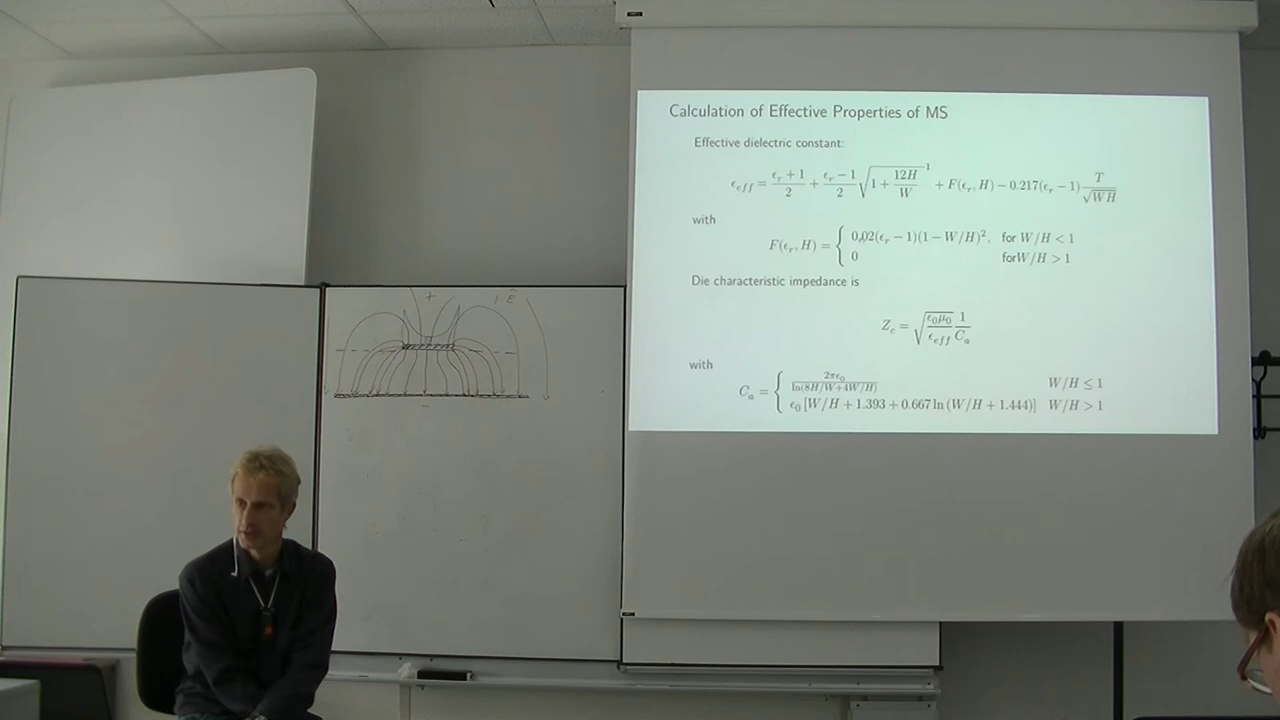 Calculation of Effective Properties of MS
Effective dielectric constant:
ϵ_eff = (ϵ_r + 1)/2 + (ϵ_r − 1)/2 √(1 + 12H/W)^1 + F(ϵ_r, H) − 0.217(ϵ_r − 1) T/√(WH)
with
F(ϵ_r, H) = { 0,02(ϵ_r − 1)(1 − W/H)², for W/H < 1
0 forW/H > 1
Die characteristic impedance is
Z_c = √(ϵ_0μ_0/ϵ_eff) 1/C_a
with
C_a = { 2πϵ_0/ln(8H/W+4W/H) W/H ≤ 1
ϵ_0 [W/H + 1.393 + 0.667 ln (W/H + 1.444)] W/H > 1
+
E
−